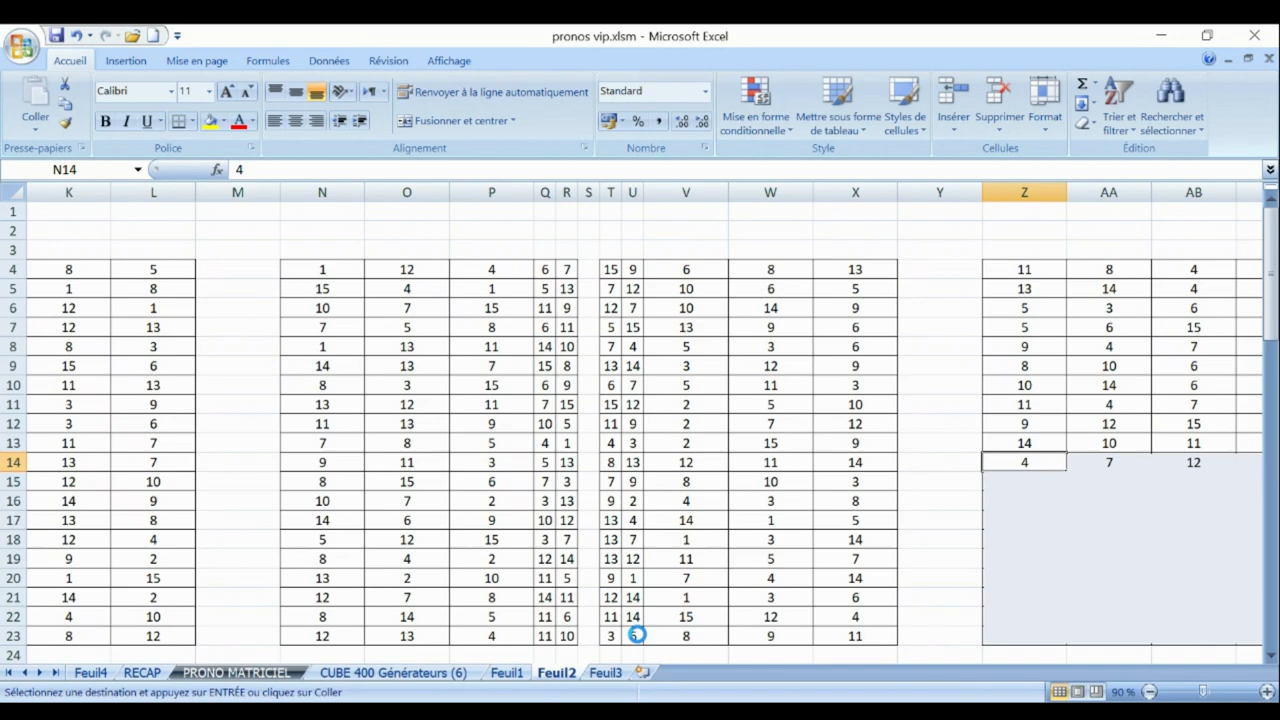 pronos vip.xlsm - Microsoft Excel
Accueil Insertion Mise en page Formules Données Révision Affichage
Coller
Presse-papiers
Calibri 11
Police
Renvoyer à la ligne automatiquement
Fusionner et centrer
Alignement
Standard
Nombre
Mise en forme conditionnelle
Mettre sous forme de tableau
Styles de cellules
Style
Insérer Supprimer Format
Cellules
Trier et filtrer
Rechercher et sélectionner
Édition
N14 fx 4
K L M N O P Q R S T U V W X Y Z AA AB
1
2
3
4 8 5 1 12 4 6 7 15 9 6 8 13 11 8 4
5 1 8 15 4 1 5 13 7 12 10 6 5 13 14 4
6 12 1 10 7 15 11 9 12 7 10 14 9 5 3 6
7 12 13 7 5 8 6 11 5 15 13 9 6 5 6 15
8 8 3 1 13 11 14 10 7 4 5 3 6 9 4 7
9 15 6 14 13 7 15 8 13 14 3 12 9 8 10 6
10 11 13 8 3 15 6 9 6 7 5 11 3 10 14 6
11 3 9 13 12 11 7 15 15 12 2 5 10 11 4 7
12 3 6 11 13 9 10 5 11 9 2 7 12 9 12 15
13 11 7 7 8 5 4 1 4 3 2 15 9 14 10 11
14 13 7 9 11 3 5 13 8 13 12 11 14 4 7 12
15 12 10 8 15 6 7 3 7 9 8 10 3
16 14 9 10 7 2 3 13 9 2 4 3 8
17 13 8 14 6 9 10 12 13 4 14 1 5
18 12 4 5 12 15 3 7 13 7 1 3 14
19 9 2 8 4 2 12 14 13 12 11 5 7
20 1 15 13 2 10 11 5 9 1 7 4 14
21 14 2 12 7 8 14 11 12 14 1 3 6
22 4 10 8 14 5 11 6 11 14 15 12 4
23 8 12 12 13 4 11 10 3 8 9 11
24
Feuil4 RECAP PRONO MATRICIEL CUBE 400 Générateurs (6) Feuil1 Feuil2 Feuil3
Sélectionnez une destination et appuyez sur ENTRÉE ou cliquez sur Coller
90 %